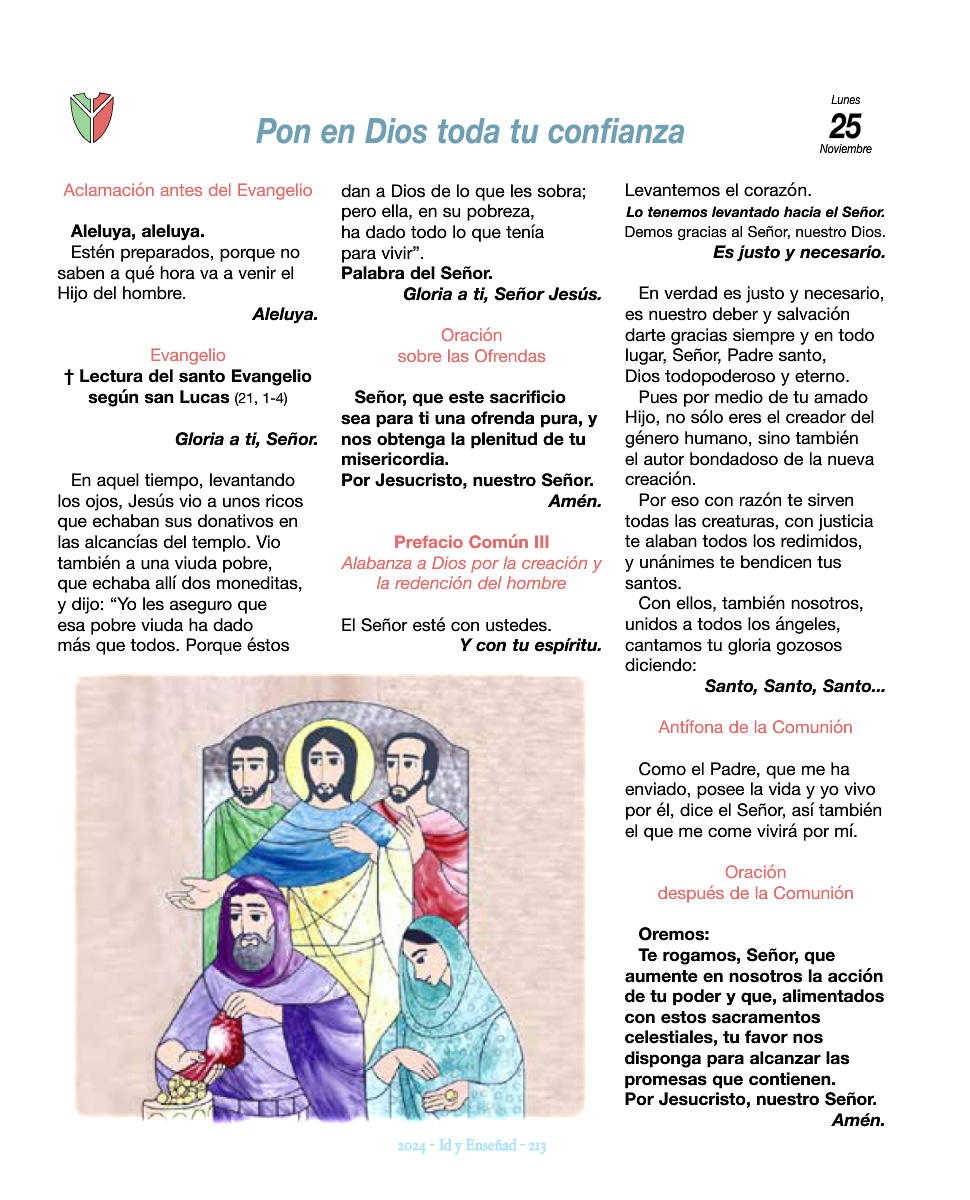 Pon en Dios toda tu confianza
Lunes
25
Noviembre
Aclamación antes del Evangelio
Aleluya, aleluya.
Estén preparados, porque no
saben a qué hora va a venir el
Hijo del hombre.
Aleluya.
Evangelio
† Lectura del santo Evangelio
según san Lucas (21, 1-4)
Gloria a ti, Señor.
En aquel tiempo, levantando
los ojos, Jesús vio a unos ricos
que echaban sus donativos en
las alcancías del templo. Vio
también a una viuda pobre,
que echaba allí dos moneditas,
y dijo: “Yo les aseguro que
esa pobre viuda ha dado
más que todos. Porque éstos
dan a Dios de lo que les sobra;
pero ella, en su pobreza,
ha dado todo lo que tenía
para vivir”.
Palabra del Señor.
Gloria a ti, Señor Jesús.
Oración
sobre las Ofrendas
Señor, que este sacrificio
sea para ti una ofrenda pura, y
nos obtenga la plenitud de tu
misericordia.
Por Jesucristo, nuestro Señor.
Amén.
Prefacio Común III
Alabanza a Dios por la creación y
la redención del hombre
El Señor esté con ustedes.
Y con tu espíritu.
Levantemos el corazón.
Lo tenemos levantado hacia el Señor.
Demos gracias al Señor, nuestro Dios.
Es justo y necesario.
En verdad es justo y necesario,
es nuestro deber y salvación
darte gracias siempre y en todo
lugar, Señor, Padre santo,
Dios todopoderoso y eterno.
Pues por medio de tu amado
Hijo, no sólo eres el creador del
género humano, sino también
el autor bondadoso de la nueva
creación.
Por eso con razón te sirven
todas las creaturas, con justicia
te alaban todos los redimidos,
y unánimes te bendicen tus
santos.
Con ellos, también nosotros,
unidos a todos los ángeles,
cantamos tu gloria gozosos
diciendo:
Santo, Santo, Santo...
Antífona de la Comunión
Como el Padre, que me ha
enviado, posee la vida y yo vivo
por él, dice el Señor, así también
el que me come vivirá por mí.
Oración
después de la Comunión
Oremos:
Te rogamos, Señor, que
aumente en nosotros la acción
de tu poder y que, alimentados
con estos sacramentos
celestiales, tu favor nos
disponga para alcanzar las
promesas que contienen.
Por Jesucristo, nuestro Señor.
Amén.
2024 - Id y Enseñad - 213